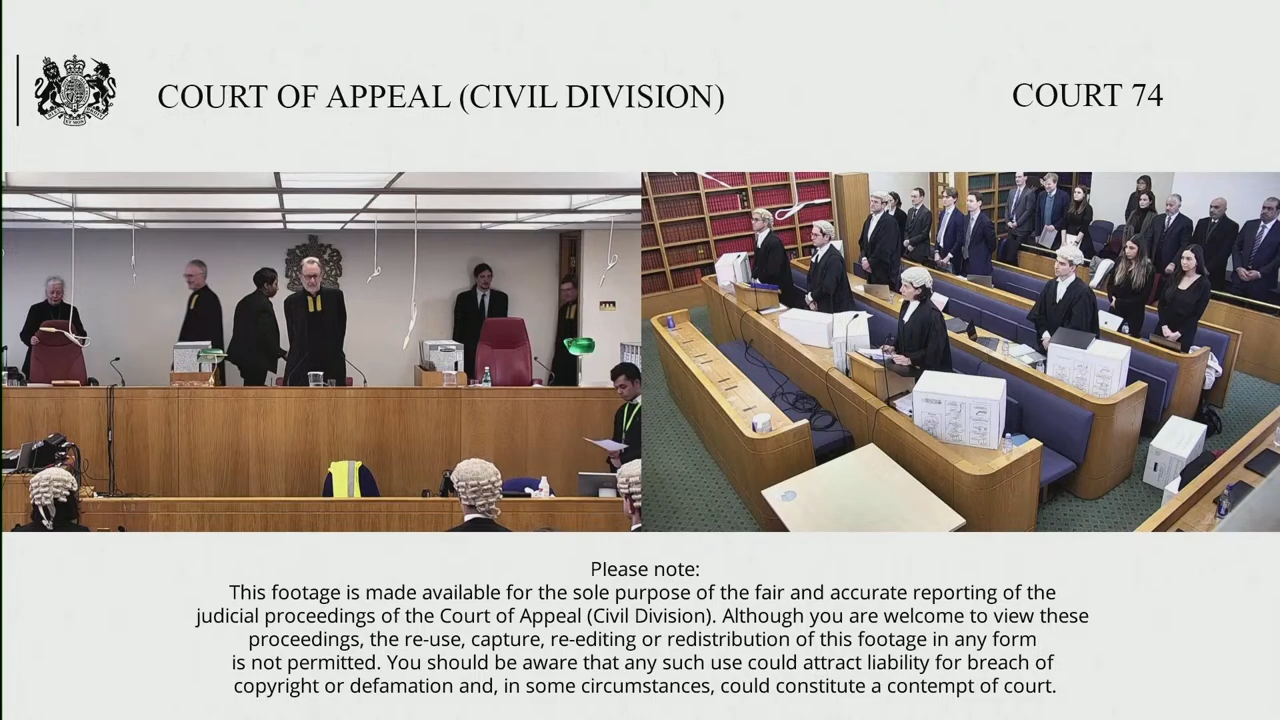 COURT OF APPEAL (CIVIL DIVISION)
COURT 74
Please note:
This footage is made available for the sole purpose of the fair and accurate reporting of the
judicial proceedings of the Court of Appeal (Civil Division). Although you are welcome to view these
proceedings, the re-use, capture, re-editing or redistribution of this footage in any form
is not permitted. You should be aware that any such use could attract liability for breach of
copyright or defamation and, in some circumstances, could constitute a contempt of court.